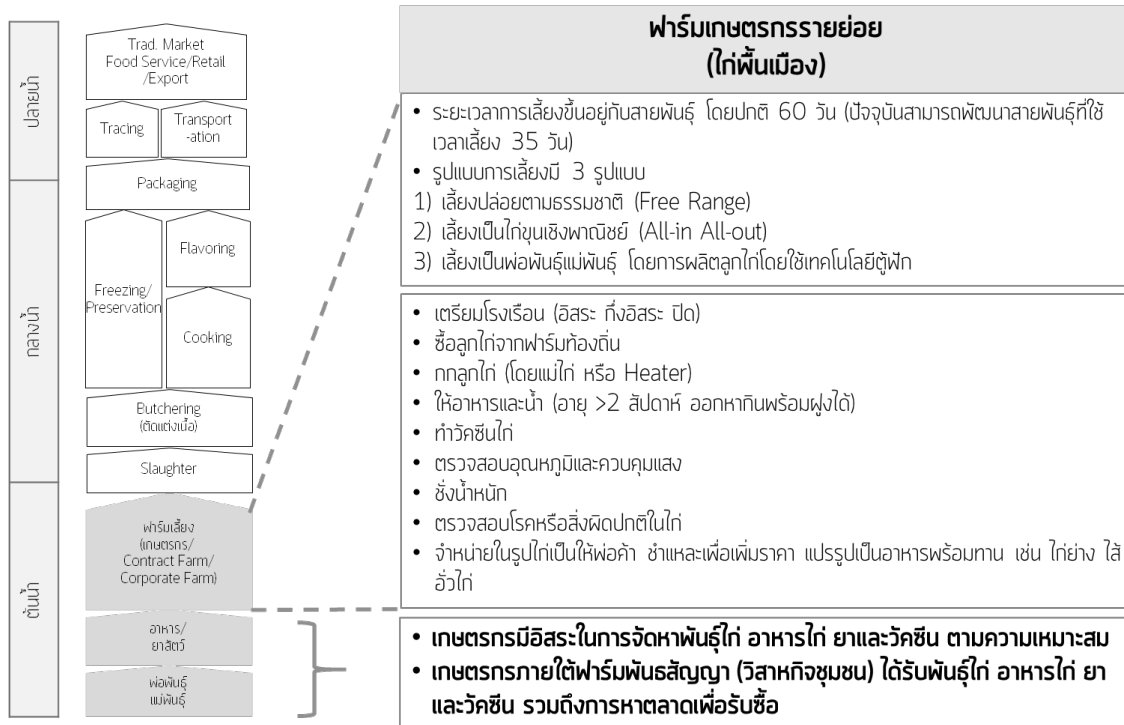 ปลายน้ำ
กลางน้ำ
ต้นน้ำ
Trad. Market
Food Service/Retail
/Export
Tracing
Transport
-ation
Packaging
Freezing/
Preservation
Flavoring
Cooking
Butchering
(ตัดแต่งเนื้อ)
Slaughter
ฟาร์มเลี้ยง
(เกษตรกร/
Contract Farm/
Corporate Farm)
อาหาร/
ยาสัตว์
พ่อพันธุ์
แม่พันธุ์
ฟาร์มเกษตรกรรายย่อย
(ไก่พื้นเมือง)
• ระยะเวลาการเลี้ยงขึ้นอยู่กับสายพันธุ์ โดยปกติ 60 วัน (ปัจจุบันสามารถพัฒนาสายพันธุ์ที่ใช้
เวลาเลี้ยง 35 วัน)
• รูปแบบการเลี้ยงมี 3 รูปแบบ
1) เลี้ยงปล่อยตามธรรมชาติ (Free Range)
2) เลี้ยงเป็นไก่ขุนเชิงพาณิชย์ (All-in All-out)
3) เลี้ยงเป็นพ่อพันธุ์แม่พันธุ์ โดยการผลิตลูกไก่โดยใช้เทคโนโลยีตู้ฟัก
• เตรียมโรงเรือน (อิสระ กึ่งอิสระ ปิด)
• ซื้อลูกไก่จากฟาร์มท้องถิ่น
• กกลูกไก่ (โดยแม่ไก่ หรือ Heater)
• ให้อาหารและน้ำ (อายุ >2 สัปดาห์ ออกหากินพร้อมฝูงได้)
• ทำวัคซีนไก่
• ตรวจสอบอุณหภูมิและควบคุมแสง
• ชั่งน้ำหนัก
• ตรวจสอบโรคหรือสิ่งผิดปกติในไก่
• จำหน่ายในรูปไก่เป็นให้พ่อค้า ชำแหละเพื่อเพิ่มราคา แปรรูปเป็นอาหารพร้อมทาน เช่น ไก่ย่าง ไส้
อั่วไก่
• เกษตรกรมีอิสระในการจัดหาพันธุ์ไก่ อาหารไก่ ยาและวัคซีน ตามความเหมาะสม
• เกษตรกรภายใต้ฟาร์มพันธสัญญา (วิสาหกิจชุมชน) ได้รับพันธุ์ไก่ อาหารไก่ ยา
และวัคซีน รวมถึงการหาตลาดเพื่อรับซื้อ